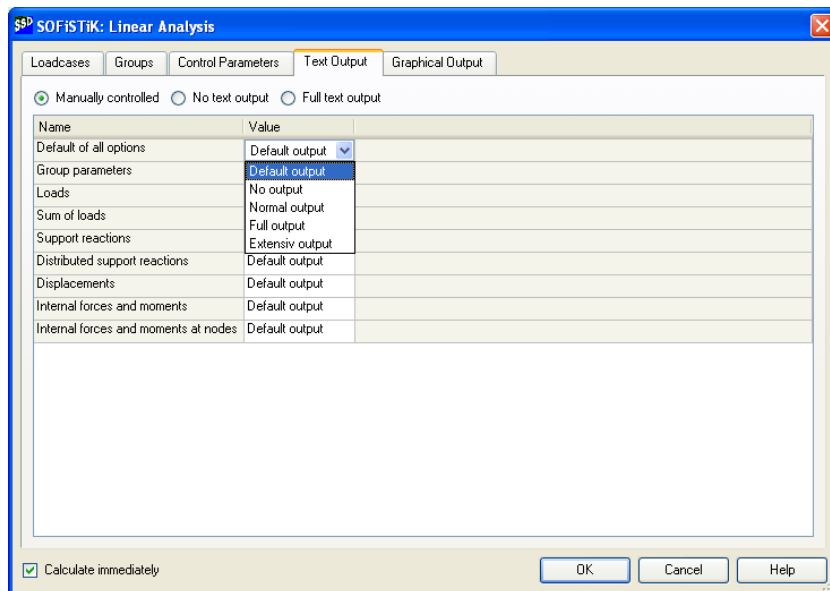 SSD SOFiSTiK: Linear Analysis
Loadcases Groups Control Parameters Text Output Graphical Output
Manually controlled No text output Full text output
Name Value
Default of all options Default output
Group parameters Default output
Loads No output
Normal output
Sum of loads Full output
Support reactions Extensiv output
Distributed support reactions Default output
Displacements Default output
Internal forces and moments Default output
Internal forces and moments at nodes Default output
Calculate immediately OK Cancel Help